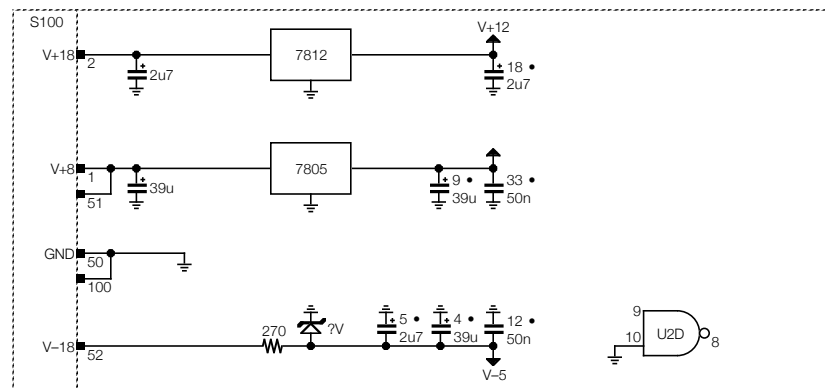 S100
V+12
V+18
2
2u7
7812
18 •
2u7
V+8
1
51
39u
7805
9 •
39u
33 •
50n
GND
50
100
V–18
52
270
?V
5 •
2u7
4 •
39u
12 •
50n
V–5
9
10
U2D
8